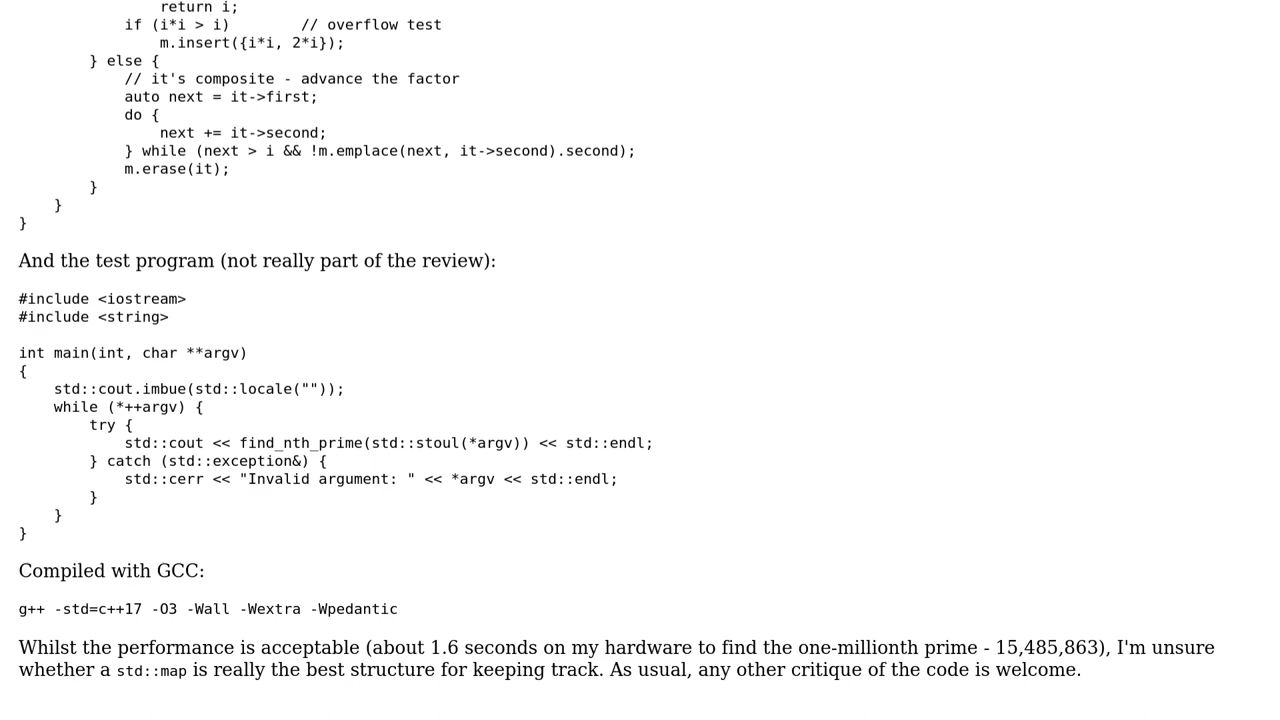 return i;
            if (i*i > i)        // overflow test
                m.insert({i*i, 2*i});
        } else {
            // it's composite - advance the factor
            auto next = it->first;
            do {
                next += it->second;
            } while (next > i && !m.emplace(next, it->second).second);
            m.erase(it);
        }
    }
}
And the test program (not really part of the review):
#include <iostream>
#include <string>

int main(int, char **argv)
{
    std::cout.imbue(std::locale(""));
    while (*++argv) {
        try {
            std::cout << find_nth_prime(std::stoul(*argv)) << std::endl;
        } catch (std::exception&) {
            std::cerr << "Invalid argument: " << *argv << std::endl;
        }
    }
}
Compiled with GCC:
g++ -std=c++17 -O3 -Wall -Wextra -Wpedantic
Whilst the performance is acceptable (about 1.6 seconds on my hardware to find the one-millionth prime - 15,485,863), I'm unsure
whether a std::map is really the best structure for keeping track. As usual, any other critique of the code is welcome.